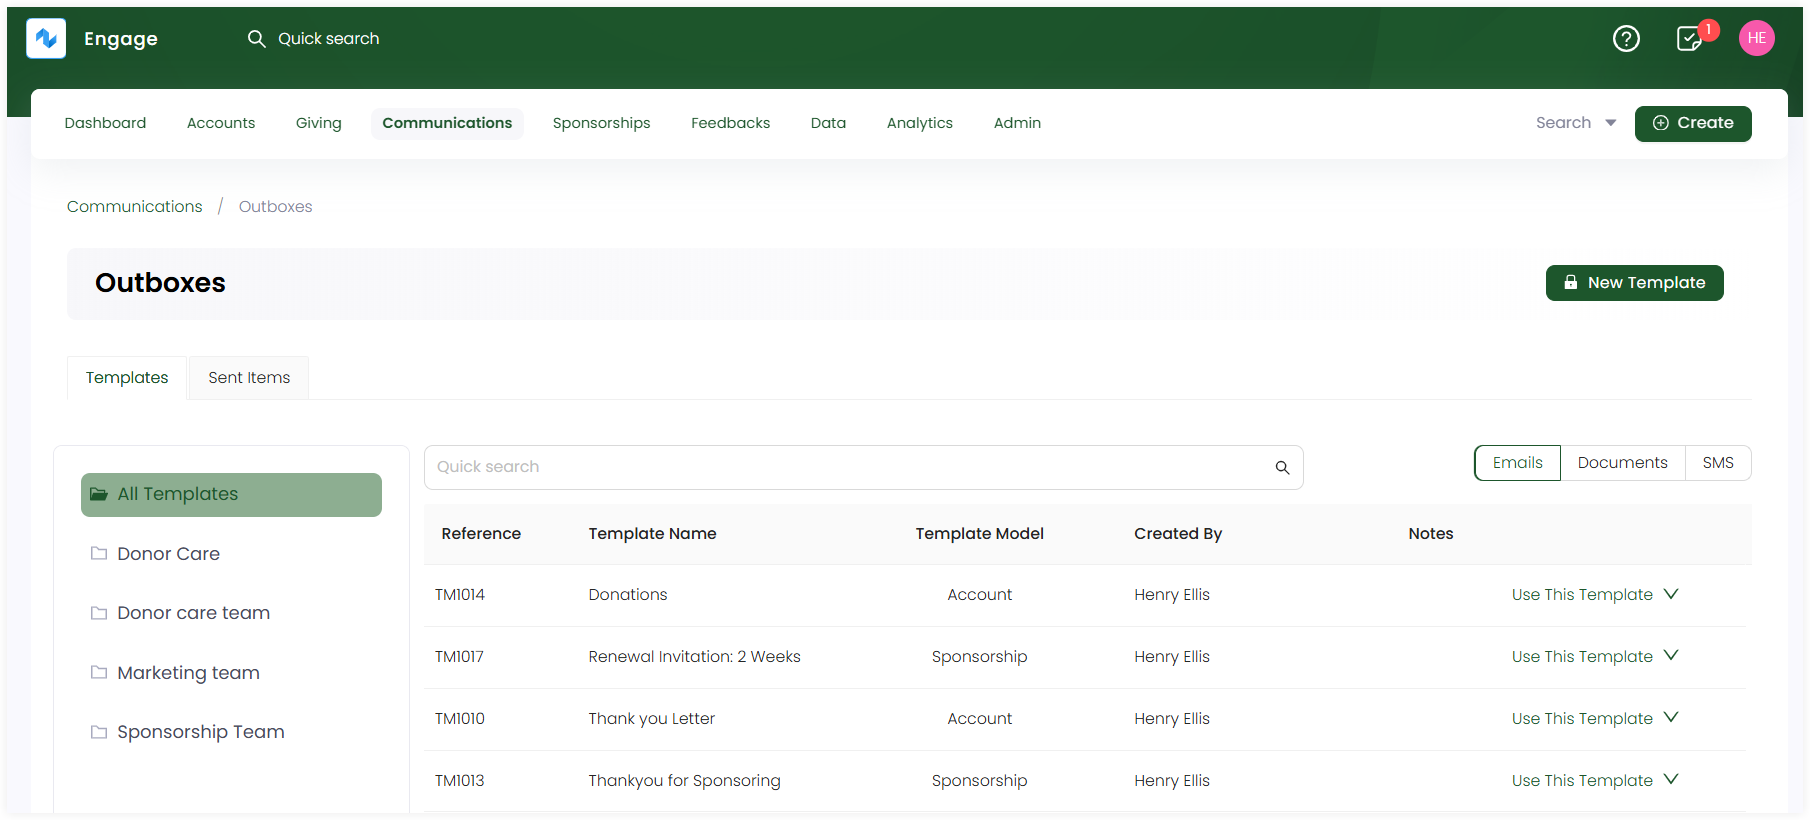 Engage Quick search 1 HE
Dashboard Accounts Giving Communications Sponsorships Feedbacks Data Analytics Admin Search Create
Communications / Outboxes
Outboxes New Template
Templates Sent Items
All Templates
Donor Care
Donor care team
Marketing team
Sponsorship Team
Quick search Emails Documents SMS
Reference Template Name Template Model Created By Notes
TM1014 Donations Account Henry Ellis Use This Template
TM1017 Renewal Invitation: 2 Weeks Sponsorship Henry Ellis Use This Template
TM1010 Thank you Letter Account Henry Ellis Use This Template
TM1013 Thankyou for Sponsoring Sponsorship Henry Ellis Use This Template